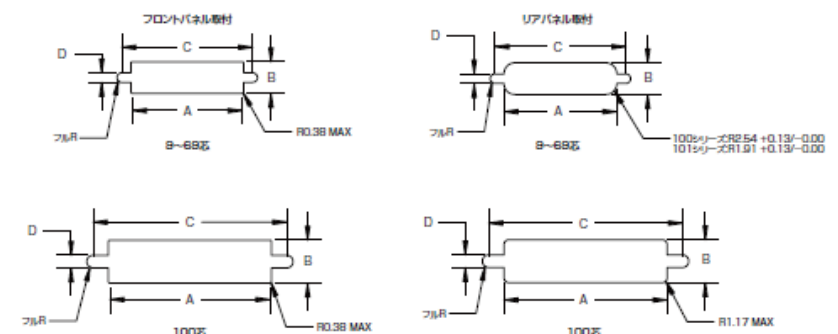 フロントパネル取付
リアパネル取付
D
C
B
A
フルR
R0.38 MAX
9〜69芯
D
C
B
A
フルR
100シリーズR2.54 +0.13/−0.00
101シリーズR1.91 +0.13/−0.00
9〜69芯
D
C
B
A
フルR
R0.38 MAX
100芯
D
C
B
A
フルR
R1.17 MAX
100芯